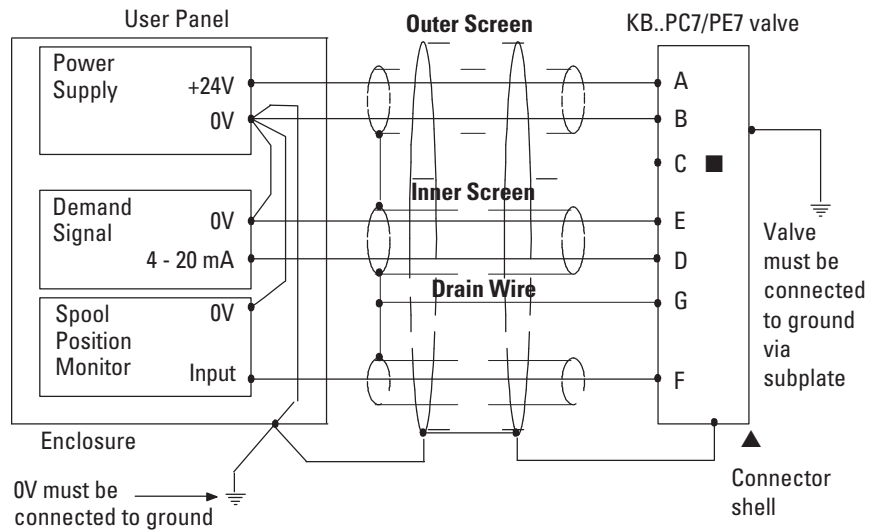 User Panel
Outer Screen
KB..PC7/PE7 valve
Power
Supply
+24V
0V
A
B
C ■
Inner Screen
Demand
Signal
0V
4 - 20 mA
E
D
Drain Wire
G
Spool
Position
Monitor
0V
Input
F
Valve
must be
connected
to ground
via
subplate
Enclosure
▲
Connector
shell
0V must be
connected to ground